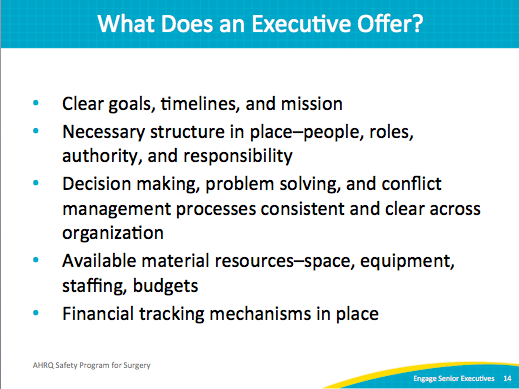 What Does an Executive Offer?
• Clear goals, timelines, and mission
• Necessary structure in place–people, roles,
authority, and responsibility
• Decision making, problem solving, and conflict
management processes consistent and clear across
organization
• Available material resources–space, equipment,
staffing, budgets
• Financial tracking mechanisms in place
AHRQ Safety Program for Surgery
Engage Senior Executives 14